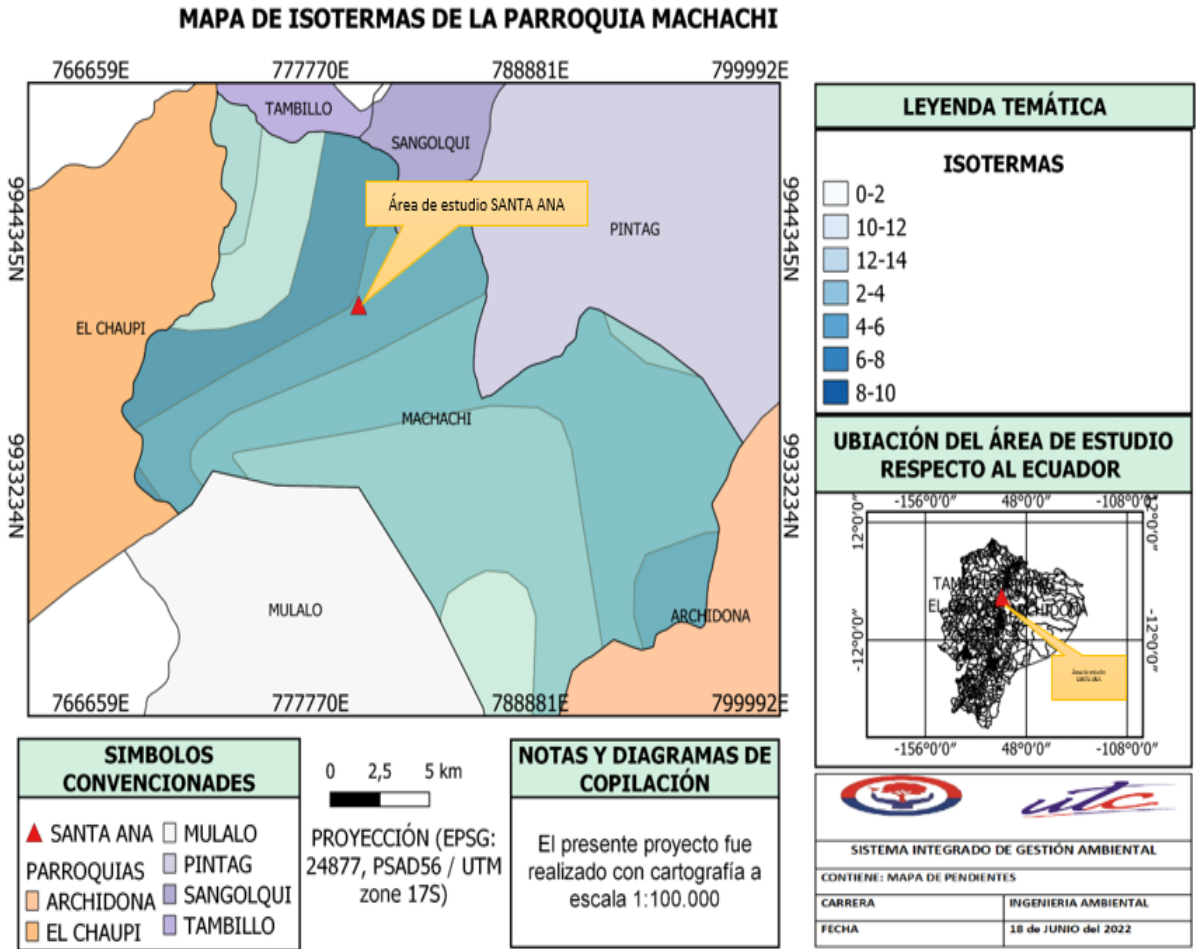 MAPA DE ISOTERMAS DE LA PARROQUIA MACHACHI
766659E 777770E 788881E 799992E
TAMBILLO
SANGOLQUI
Área de estudio SANTA ANA
PINTAG
EL CHAUPI
MACHACHI
MULALO
ARCHIDONA
9944345N
9944345N
9933234N
9933234N
766659E 777770E 788881E 799992E
LEYENDA TEMÁTICA
ISOTERMAS
0-2
10-12
12-14
2-4
4-6
6-8
8-10
UBIACIÓN DEL ÁREA DE ESTUDIO
RESPECTO AL ECUADOR
-156°0'0" 48°0'0" -108°0'0"
12°0'0"
12°0'0"
-12°0'0"
-12°0'0"
-156°0'0" 48°0'0" -108°0'0"
SIMBOLOS
CONVENCIONADES
SANTA ANA
PARROQUIAS
ARCHIDONA
EL CHAUPI
MULALO
PINTAG
SANGOLQUI
TAMBILLO
0 2,5 5 km
PROYECCIÓN (EPSG:
24877, PSAD56 / UTM
zone 17S)
NOTAS Y DIAGRAMAS DE
COPILACIÓN
El presente proyecto fue
realizado con cartografía a
escala 1:100.000
utc
SISTEMA INTEGRADO DE GESTIÓN AMBIENTAL
CONTIENE: MAPA DE PENDIENTES
CARRERA INGENIERIA AMBIENTAL
FECHA 18 de JUNIO del 2022